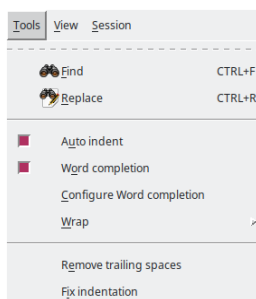 Tools View Session
Find CTRL+F
Replace CTRL+R
Auto indent
Word completion
Configure Word completion
Wrap
Remove trailing spaces
Fix indentation